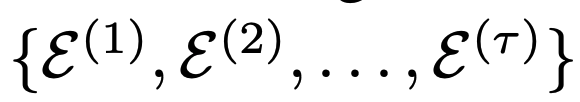 {ℰ⁽¹⁾, ℰ⁽²⁾, . . . , ℰ⁽τ⁾}